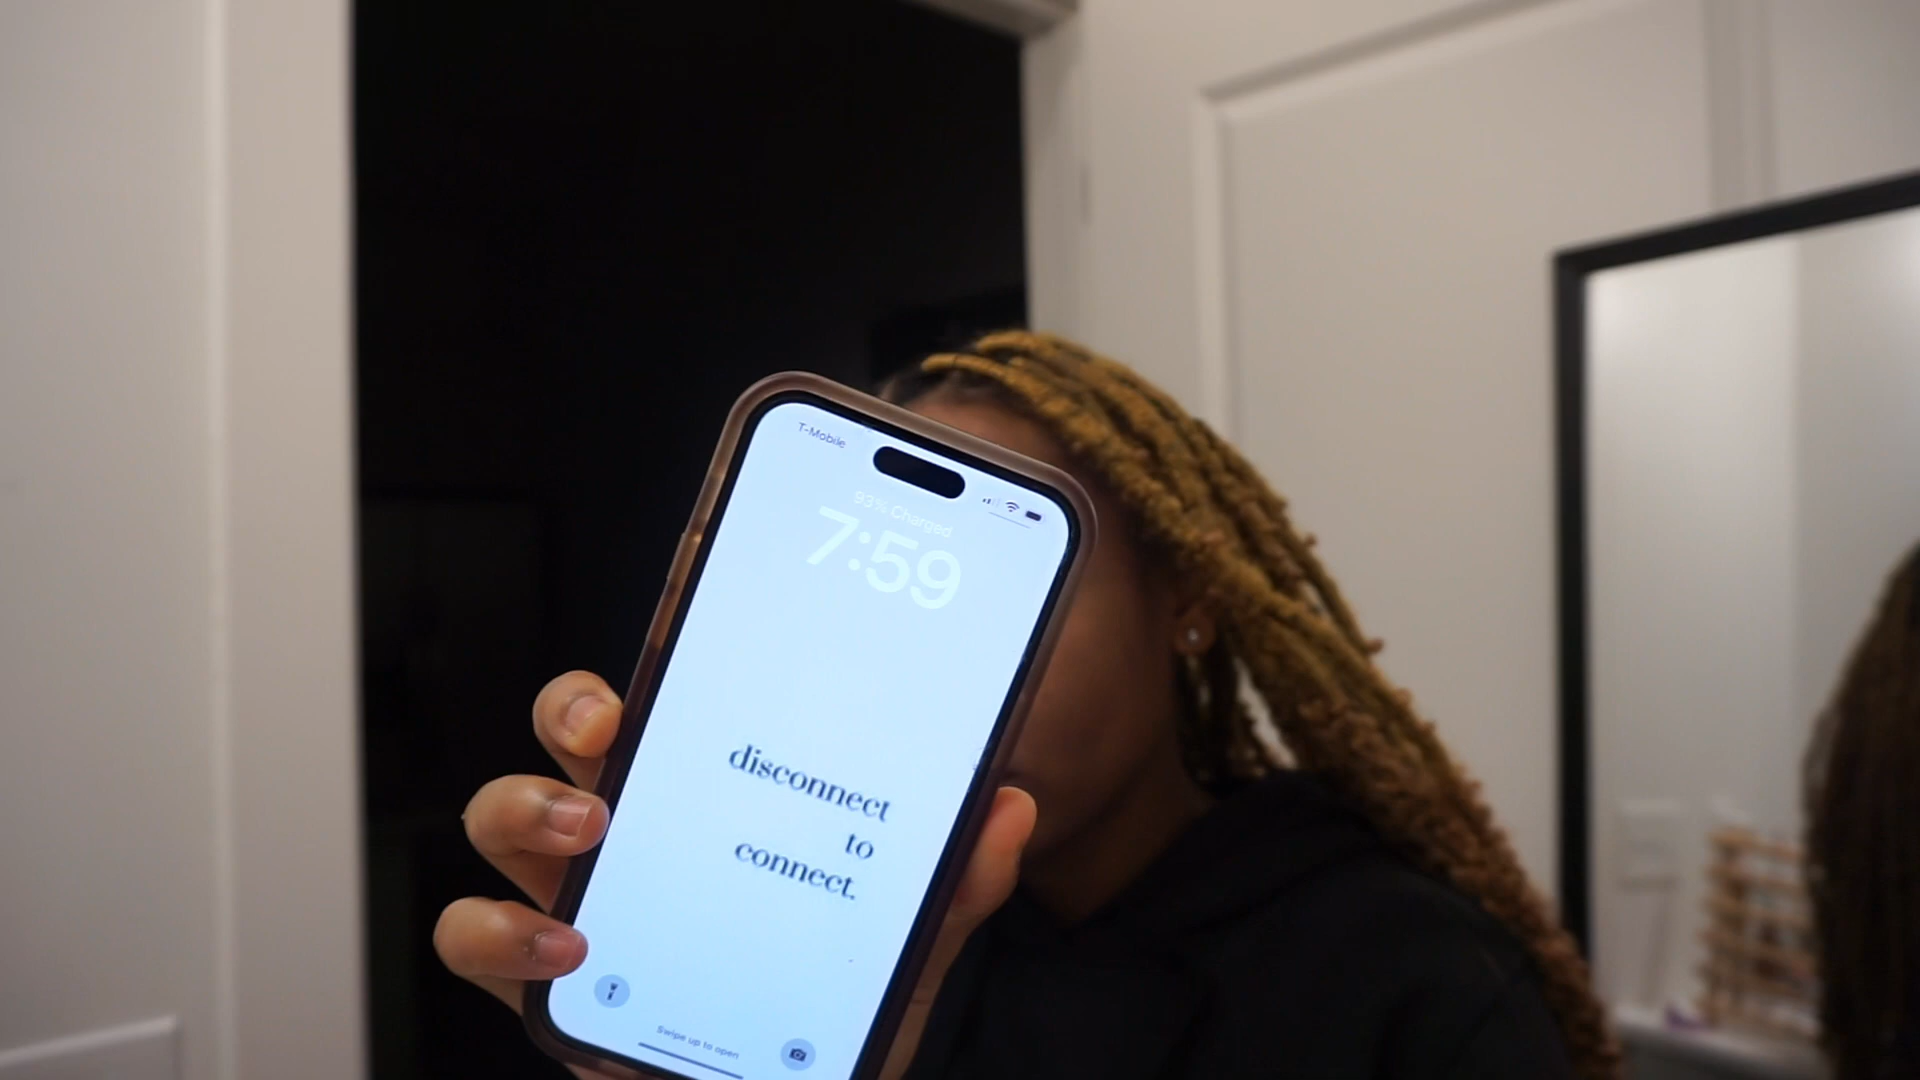 T-Mobile
93% Charged
7:59
disconnect
to
connect.
Swipe up to open